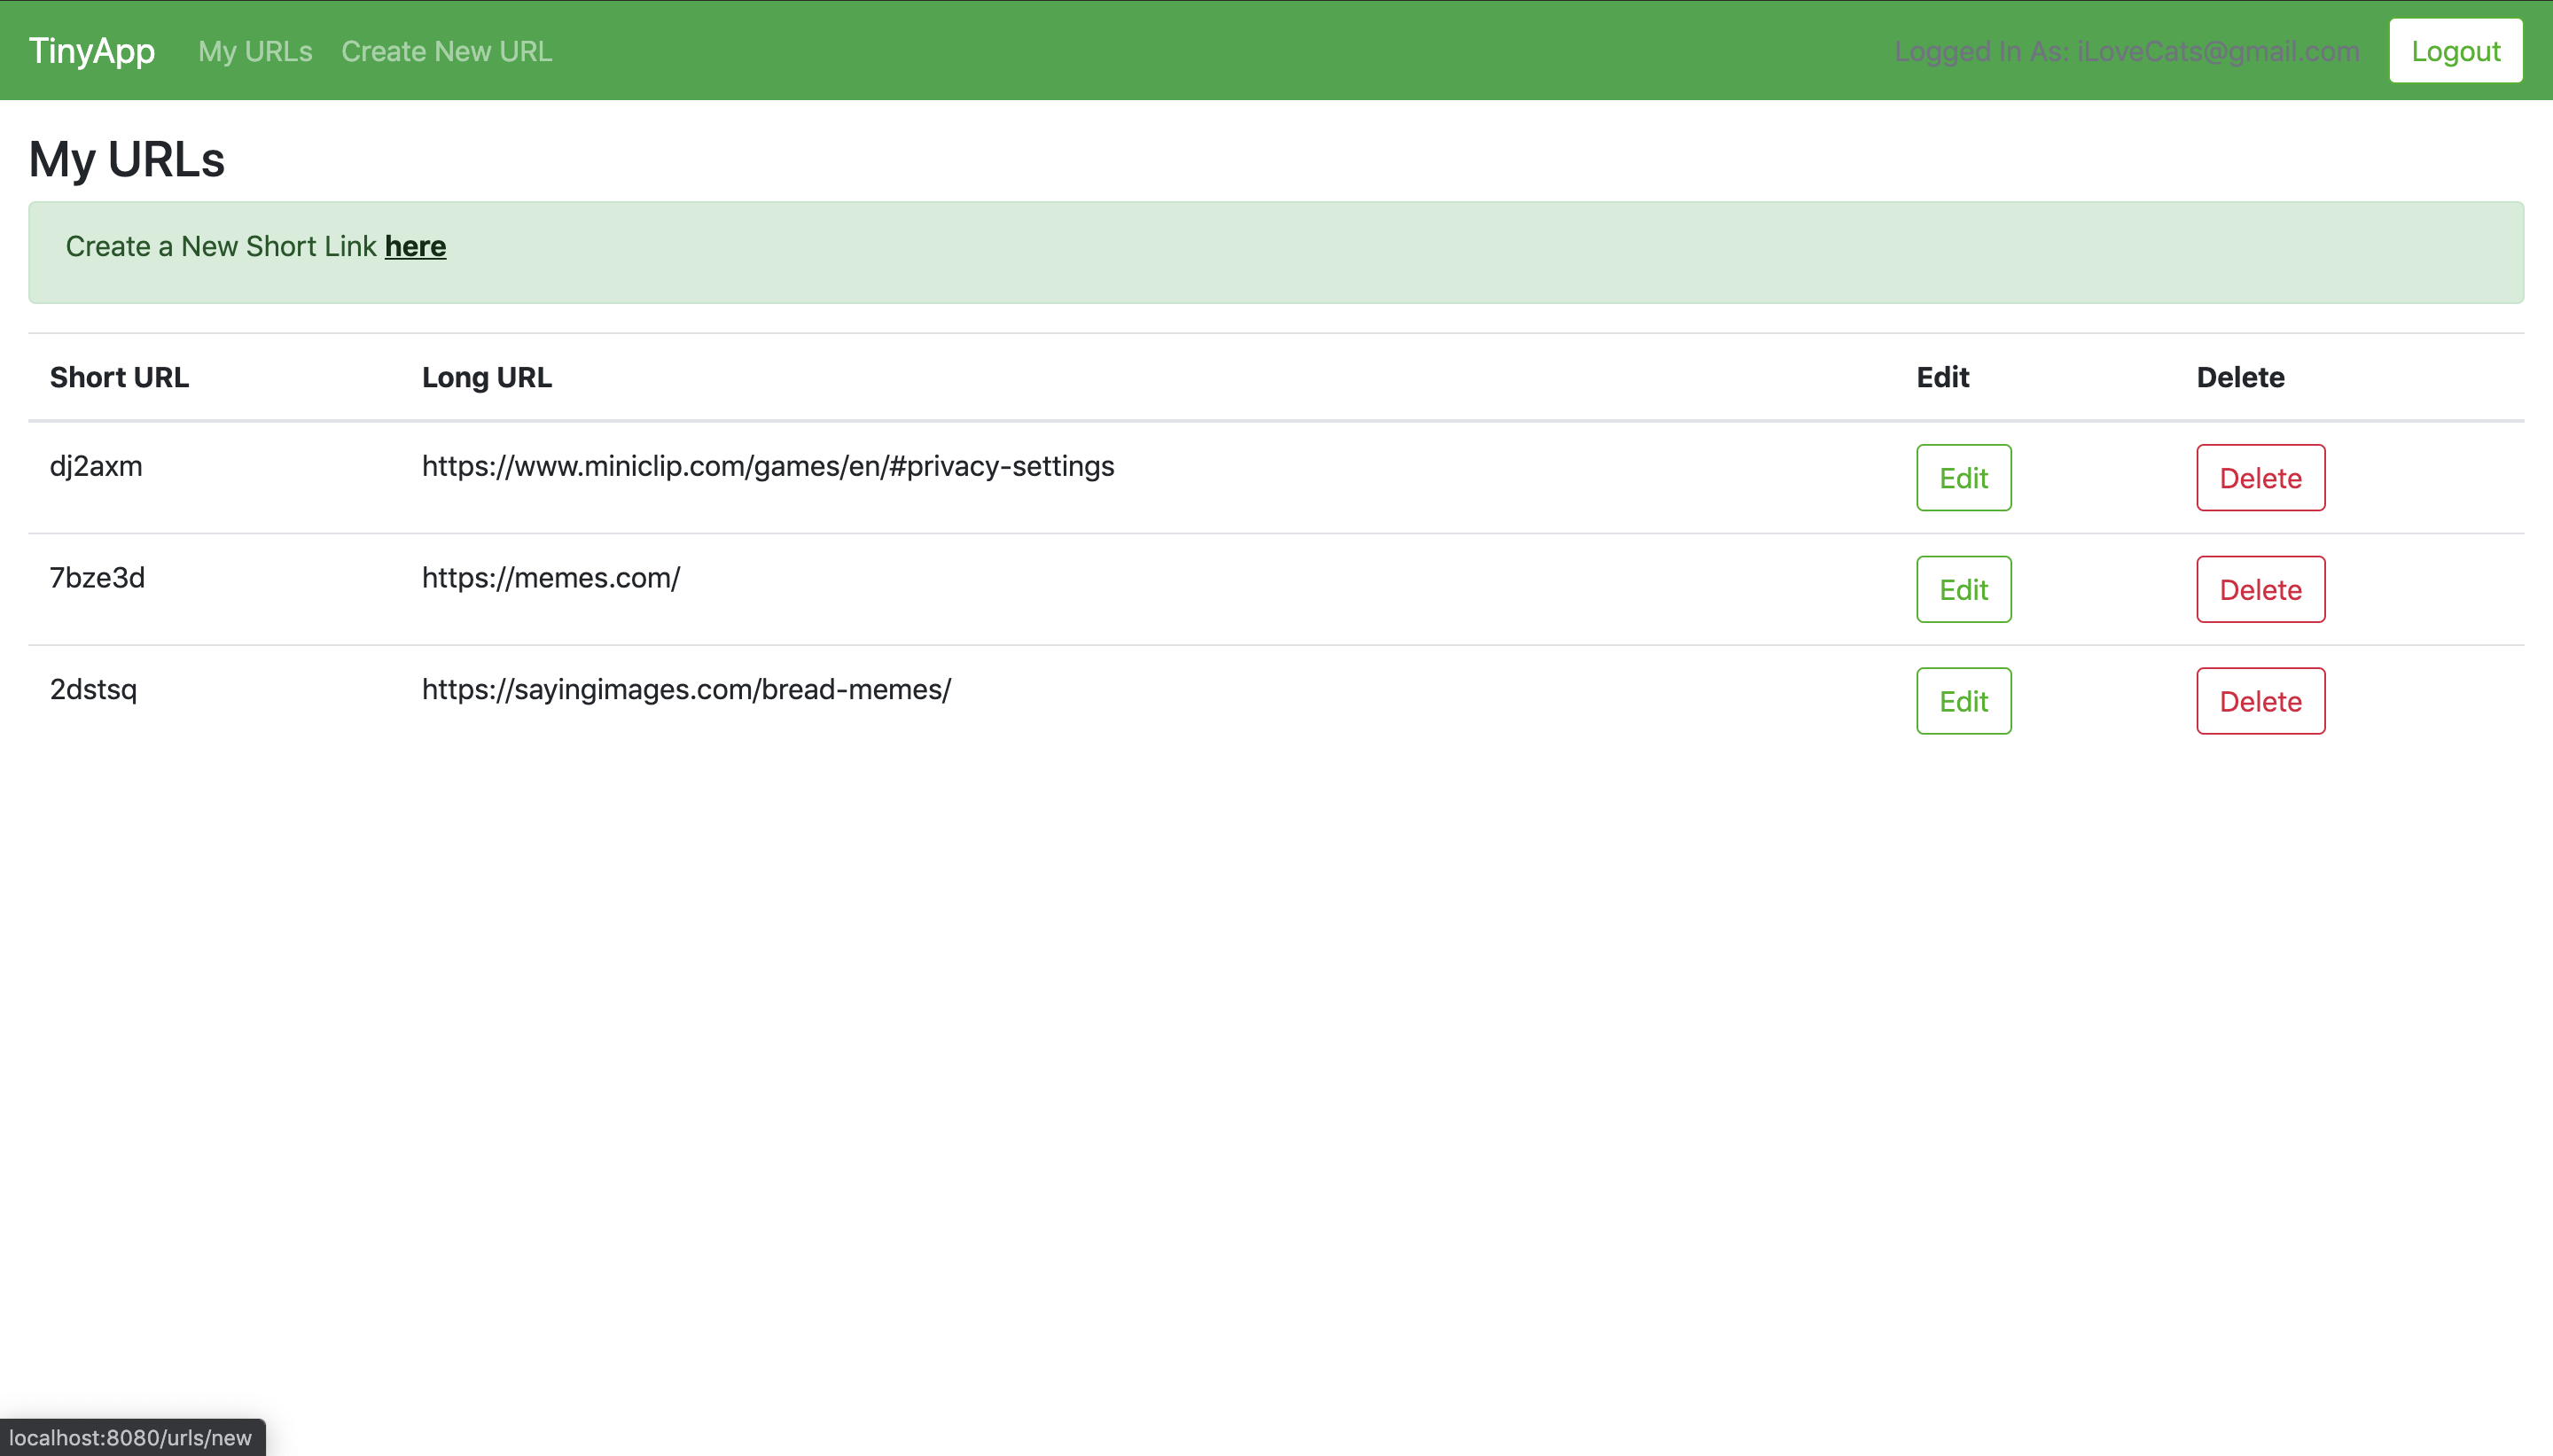 TinyApp My URLs Create New URL Logged In As: iLoveCats@gmail.com Logout
My URLs
Create a New Short Link here
Short URL Long URL Edit Delete
dj2axm https://www.miniclip.com/games/en/#privacy-settings Edit Delete
7bze3d https://memes.com/ Edit Delete
2dstsq https://sayingimages.com/bread-memes/ Edit Delete
localhost:8080/urls/new